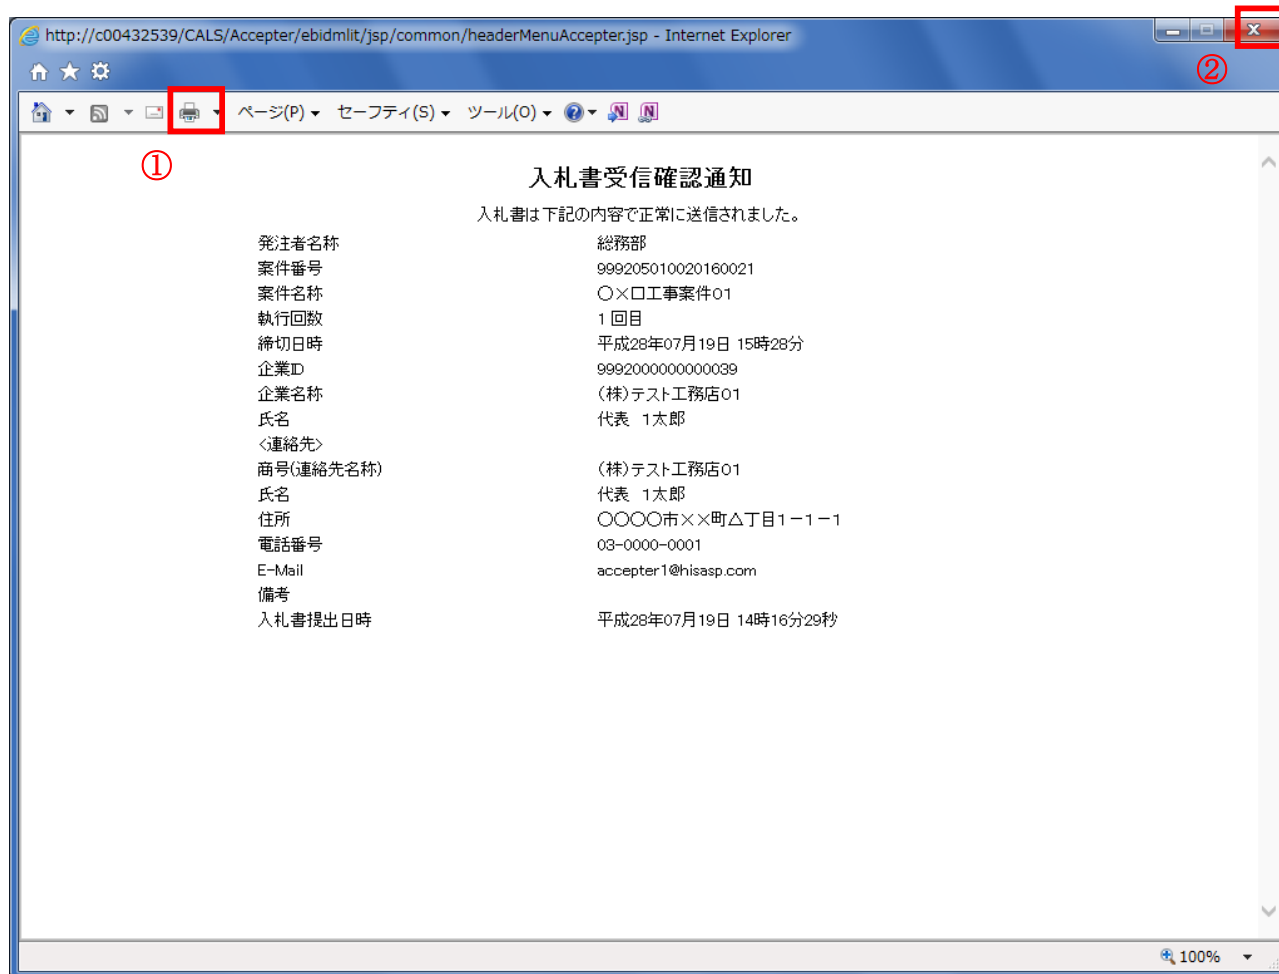 http://c00432539/CALS/Accepter/ebidmlit/jsp/common/headerMenuAccepter.jsp - Internet Explorer
②
ページ(P) セーフティ(S) ツール(O)
①
入札書受信確認通知
入札書は下記の内容で正常に送信されました。
発注者名称 総務部
案件番号 999205010020160021
案件名称 ○×口工事案件01
執行回数 1回目
締切日時 平成28年07月19日 15時28分
企業ID 9992000000000039
企業名称 (株)テスト工務店01
氏名 代表 1太郎
<連絡先>
商号(連絡先名称) (株)テスト工務店01
氏名 代表 1太郎
住所 ○○○○市××町△丁目1-1-1
電話番号 03-0000-0001
E-Mail accepter1@hisasp.com
備考
入札書提出日時 平成28年07月19日 14時16分29秒
100%